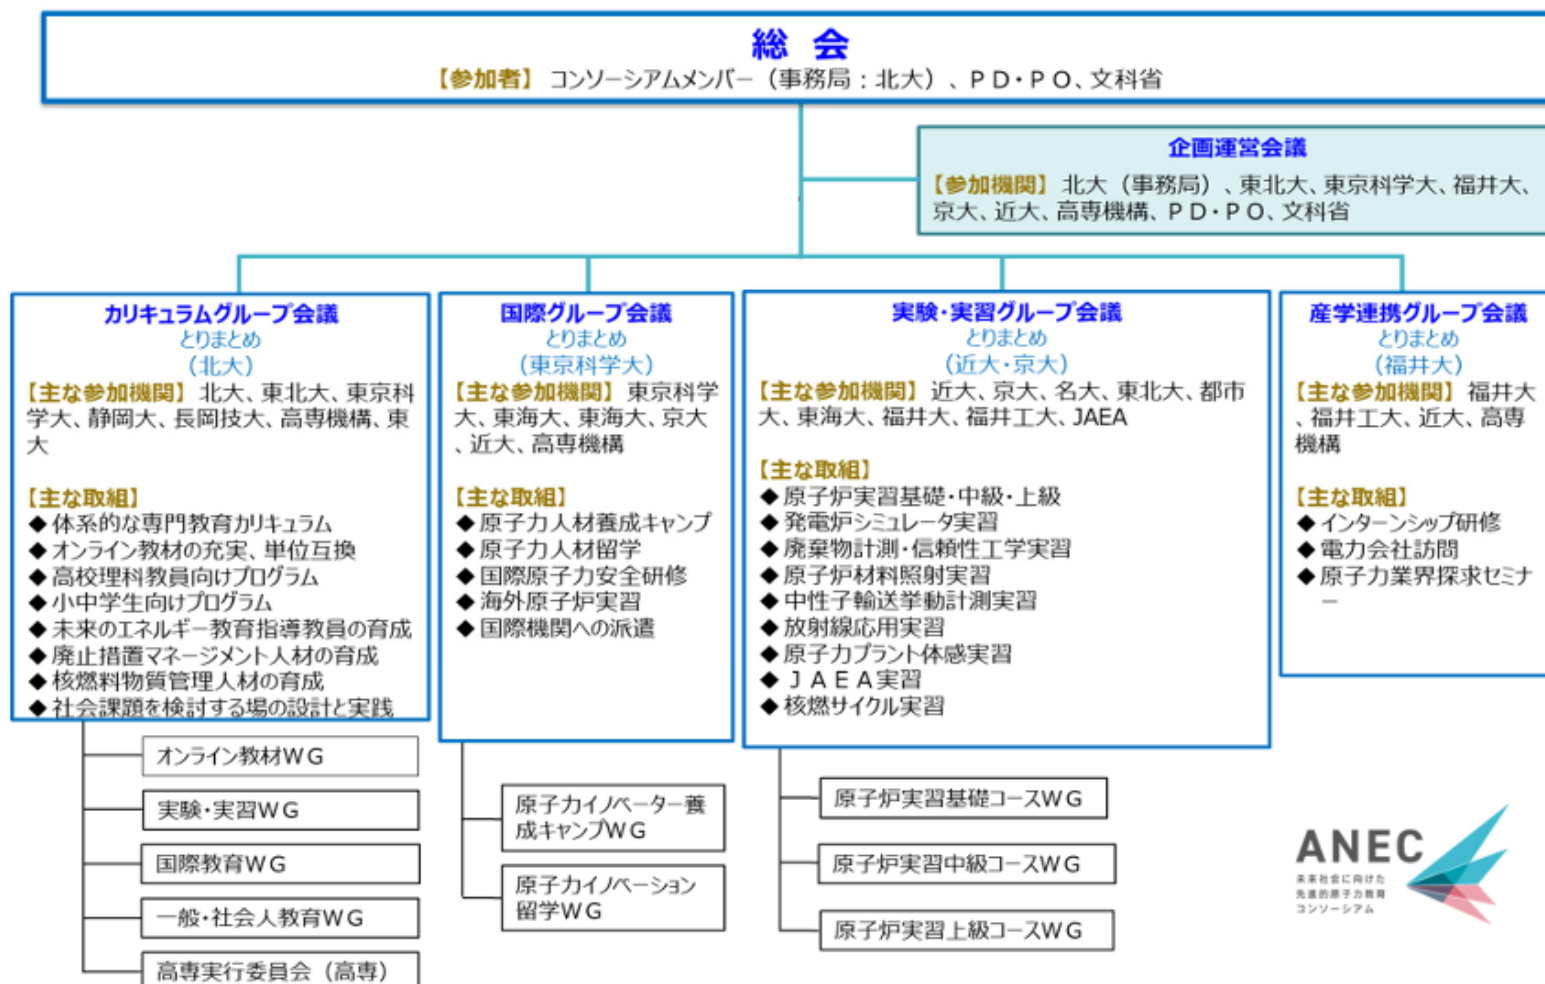 総 会
【参加者】 コンソーシアムメンバー（事務局：北大）、ＰＤ・ＰＯ、文科省
企画運営会議
【参加機関】 北大（事務局）、東北大、東京科学大、福井大、
京大、近大、高専機構、ＰＤ・ＰＯ、文科省
カリキュラムグループ会議
とりまとめ
（北大）
【主な参加機関】 北大、東北大、東京科
学大、静岡大、長岡技大、高専機構、東
大
【主な取組】
◆ 体系的な専門教育カリキュラム
◆ オンライン教材の充実、単位互換
◆ 高校理科教員向けプログラム
◆ 小中学生向けプログラム
◆ 未来のエネルギー教育指導教員の育成
◆ 廃止措置マネージメント人材の育成
◆ 核燃料物質管理人材の育成
◆ 社会課題を検討する場の設計と実践
オンライン教材ＷＧ
実験・実習ＷＧ
国際教育ＷＧ
一般・社会人教育ＷＧ
高専実行委員会（高専）
国際グループ会議
とりまとめ
（東京科学大）
【主な参加機関】 東京科学
大、東海大、東海大、京大
、近大、高専機構
【主な取組】
◆ 原子力人材養成キャンプ
◆ 原子力人材留学
◆ 国際原子力安全研修
◆ 海外原子炉実習
◆ 国際機関への派遣
原子力イノベーター養
成キャンプＷＧ
原子力イノベーション
留学ＷＧ
実験・実習グループ会議
とりまとめ
（近大・京大）
【主な参加機関】 近大、京大、名大、東北大、都市
大、東海大、福井大、福井工大、JAEA
【主な取組】
◆ 原子炉実習基礎・中級・上級
◆ 発電炉シミュレータ実習
◆ 廃棄物計測・信頼性工学実習
◆ 原子炉材料照射実習
◆ 中性子輸送挙動計測実習
◆ 放射線応用実習
◆ 原子力プラント体感実習
◆ ＪＡＥＡ実習
◆ 核燃サイクル実習
原子炉実習基礎コースＷＧ
原子炉実習中級コースＷＧ
原子炉実習上級コースＷＧ
産学連携グループ会議
とりまとめ
（福井大）
【主な参加機関】 福井大
、福井工大、近大、高専
機構
【主な取組】
◆ インターンシップ研修
◆ 電力会社訪問
◆ 原子力業界探求セミナ
ー
ANEC
未来社会に向けた
先進的原子力教育
コンソーシアム